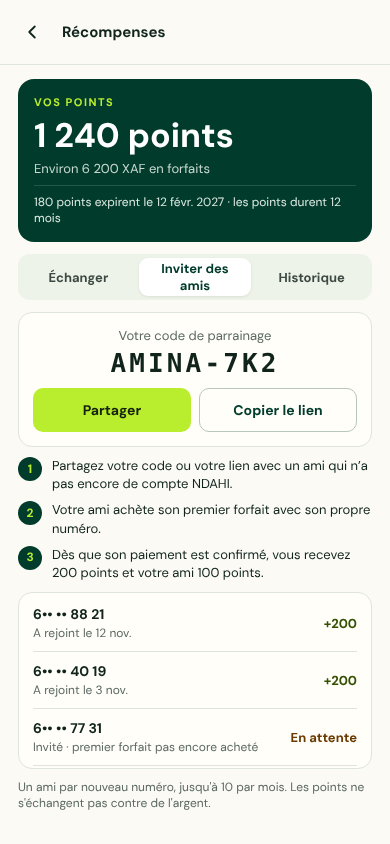 Récompenses
VOS POINTS
1 240 points
Environ 6 200 XAF en forfaits
180 points expirent le 12 févr. 2027 · les points durent 12
mois
Échanger
Inviter des
amis
Historique
Votre code de parrainage
AMINA-7K2
Partager
Copier le lien
1 Partagez votre code ou votre lien avec un ami qui n’a
pas encore de compte NDAHI.
2 Votre ami achète son premier forfait avec son propre
numéro.
3 Dès que son paiement est confirmé, vous recevez
200 points et votre ami 100 points.
6•• •• 88 21
A rejoint le 12 nov.
+200
6•• •• 40 19
A rejoint le 3 nov.
+200
6•• •• 77 31
Invité · premier forfait pas encore acheté
En attente
Un ami par nouveau numéro, jusqu'à 10 par mois. Les points ne
s'échangent pas contre de l'argent.